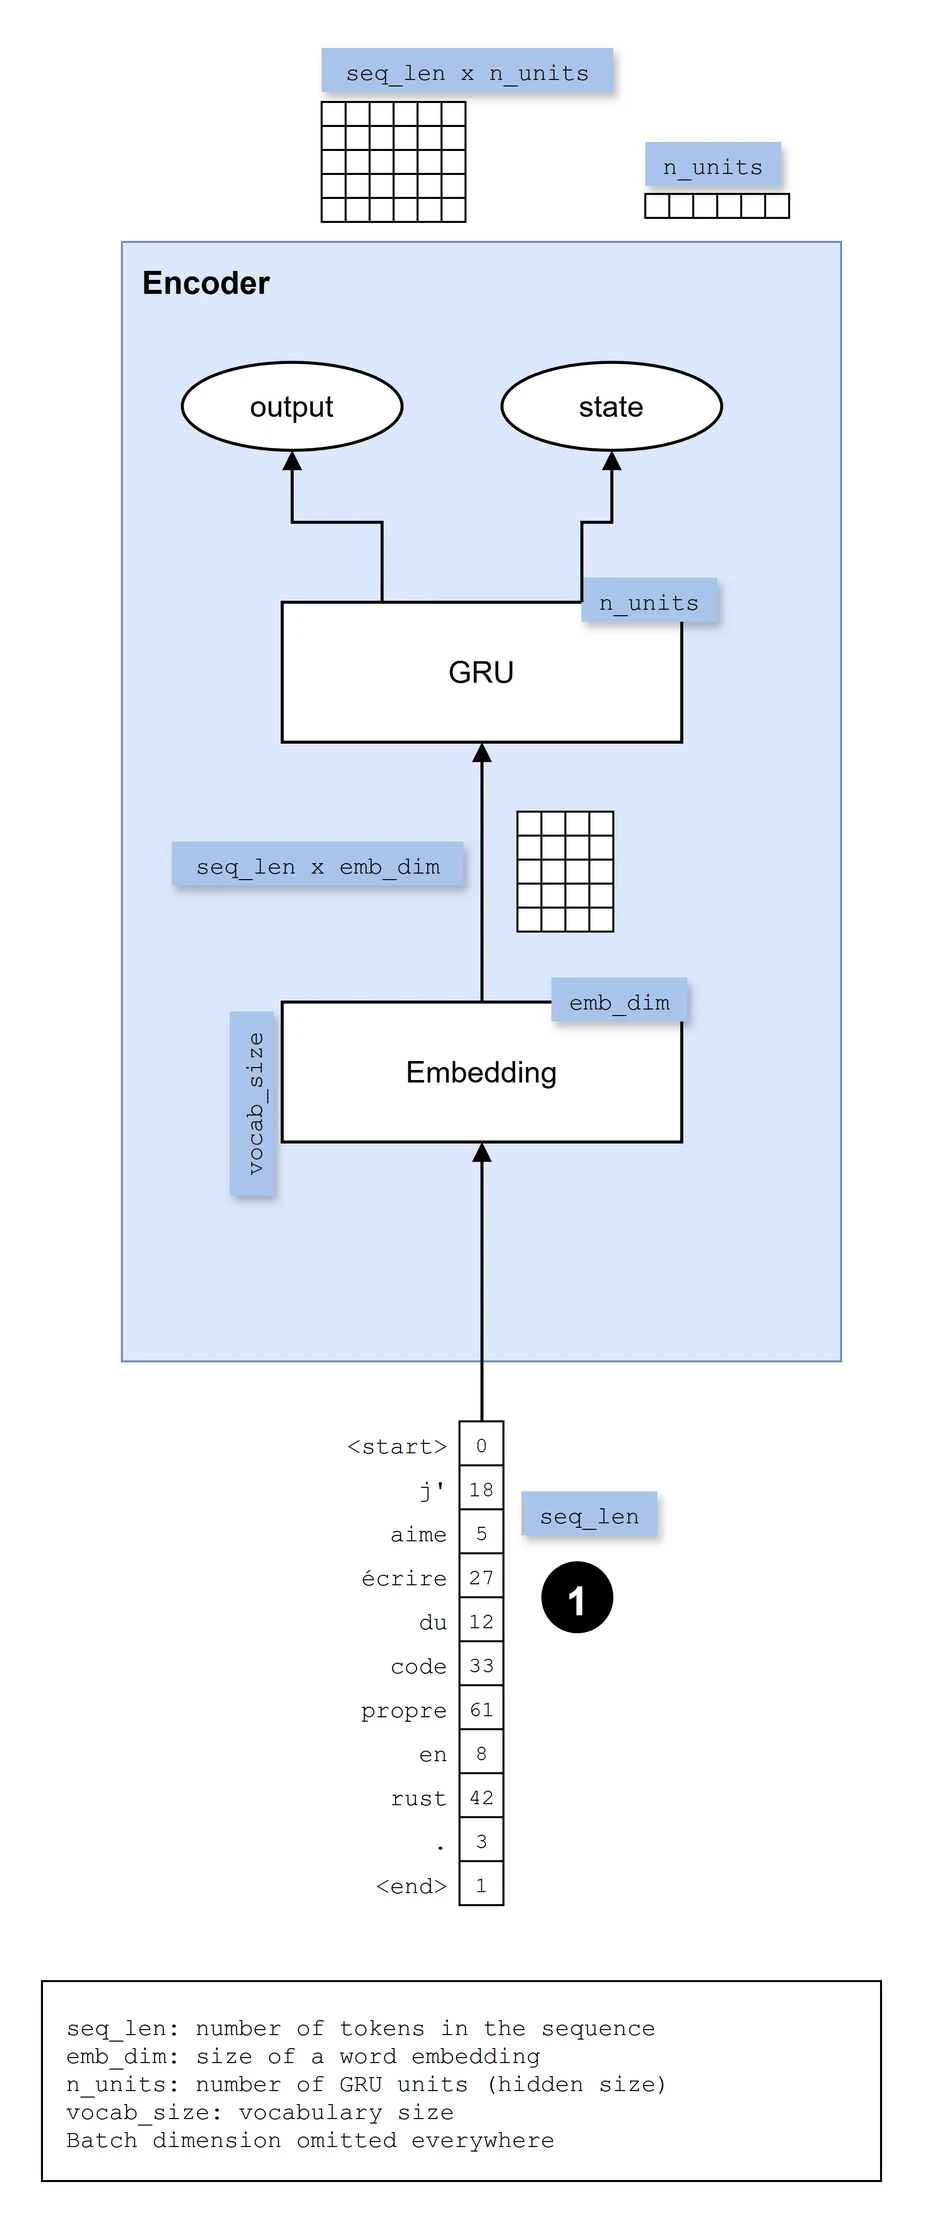 seq_len x n_units
n_units
Encoder
output
state
n_units
GRU
seq_len x emb_dim
emb_dim
vocab_size
Embedding
<start> 0
j' 18
aime 5
seq_len
écrire 27
1
du 12
code 33
propre 61
en 8
rust 42
. 3
<end> 1
seq_len: number of tokens in the sequence
emb_dim: size of a word embedding
n_units: number of GRU units (hidden size)
vocab_size: vocabulary size
Batch dimension omitted everywhere